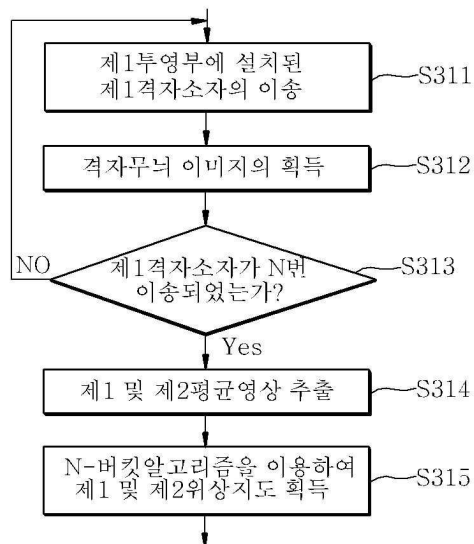 제1투영부에 설치된
제1격자소자의 이송
S311
격자무늬 이미지의 획득
S312
제1격자소자가 N번
이송되었는가?
S313
NO
Yes
제1 및 제2평균영상 추출
S314
N-버킷알고리즘을 이용하여
제1 및 제2위상지도 획득
S315